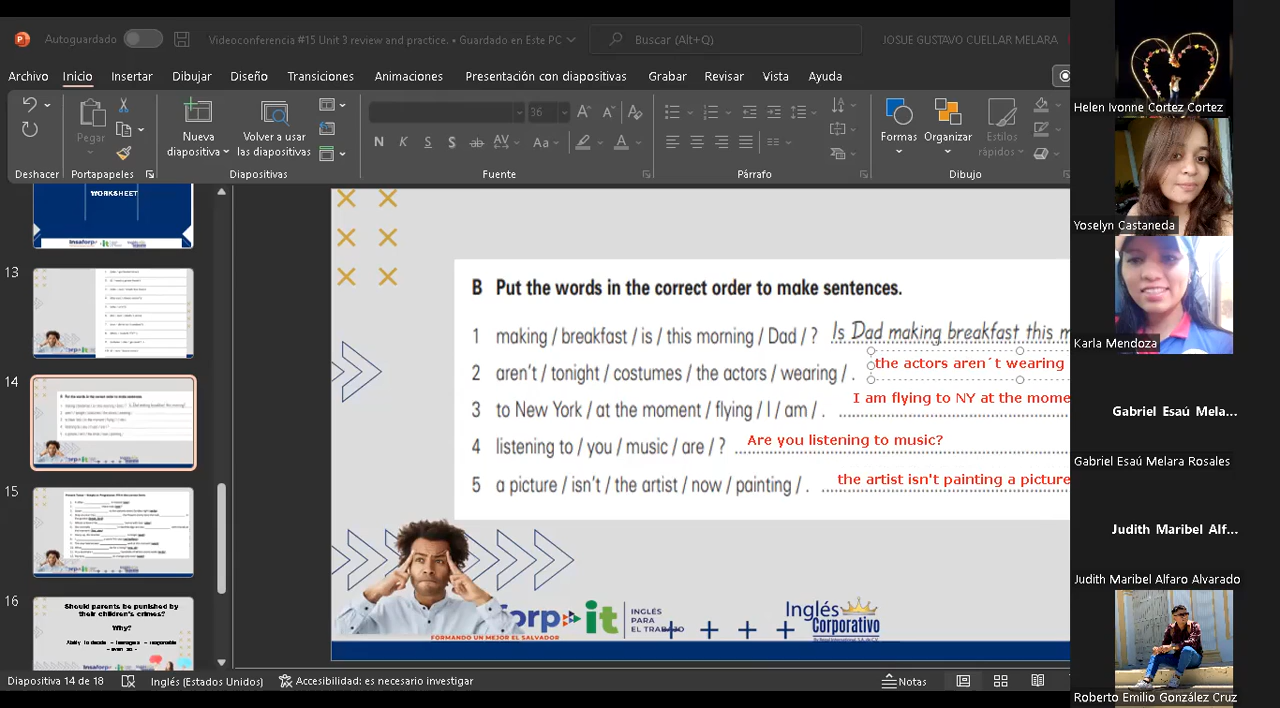 Autoguardado
Videoconferencia #15 Unit 3 review and practice. • Guardado en Este PC
Buscar (Alt+Q)
JOSUE GUSTAVO CUELLAR MELARA
Archivo Inicio Insertar Dibujar Diseño Transiciones Animaciones Presentación con diapositivas Grabar Revisar Vista Ayuda
Pegar
Nueva diapositiva
Volver a usar las diapositivas
36
N K S S ab AV Aa A
Formas Organizar Estilos rápidos
Deshacer Portapapeles Diapositivas Fuente Párrafo Dibujo
WORKSHEET
13
14
15
16
Should parents be punished by
their children's crimes?
Why?
B Put the words in the correct order to make sentences.
1 making / breakfast / is / this morning / Dad / ? Is Dad making breakfast this m
2 aren't / tonight / costumes / the actors / wearing / . the actors aren´t wearing
3 to New York / at the moment / flying / I / am / I am flying to NY at the mome
4 listening to / you / music / are / ? Are you listening to music?
5 a picture / isn't / the artist / now / painting / . the artist isn't painting a picture
forp it
INGLÉS
PARA
EL TRABAJO
FORMANDO UN MEJOR EL SALVADOR
Inglés
Corporativo
Diapositiva 14 de 18
Inglés (Estados Unidos)
Accesibilidad: es necesario investigar
Notas
Helen Ivonne Cortez Cortez
Yoselyn Castaneda
Karla Mendoza
Gabriel Esaú Mela...
Gabriel Esaú Melara Rosales
Judith Maribel Alf...
Judith Maribel Alfaro Alvarado
Roberto Emilio González Cruz